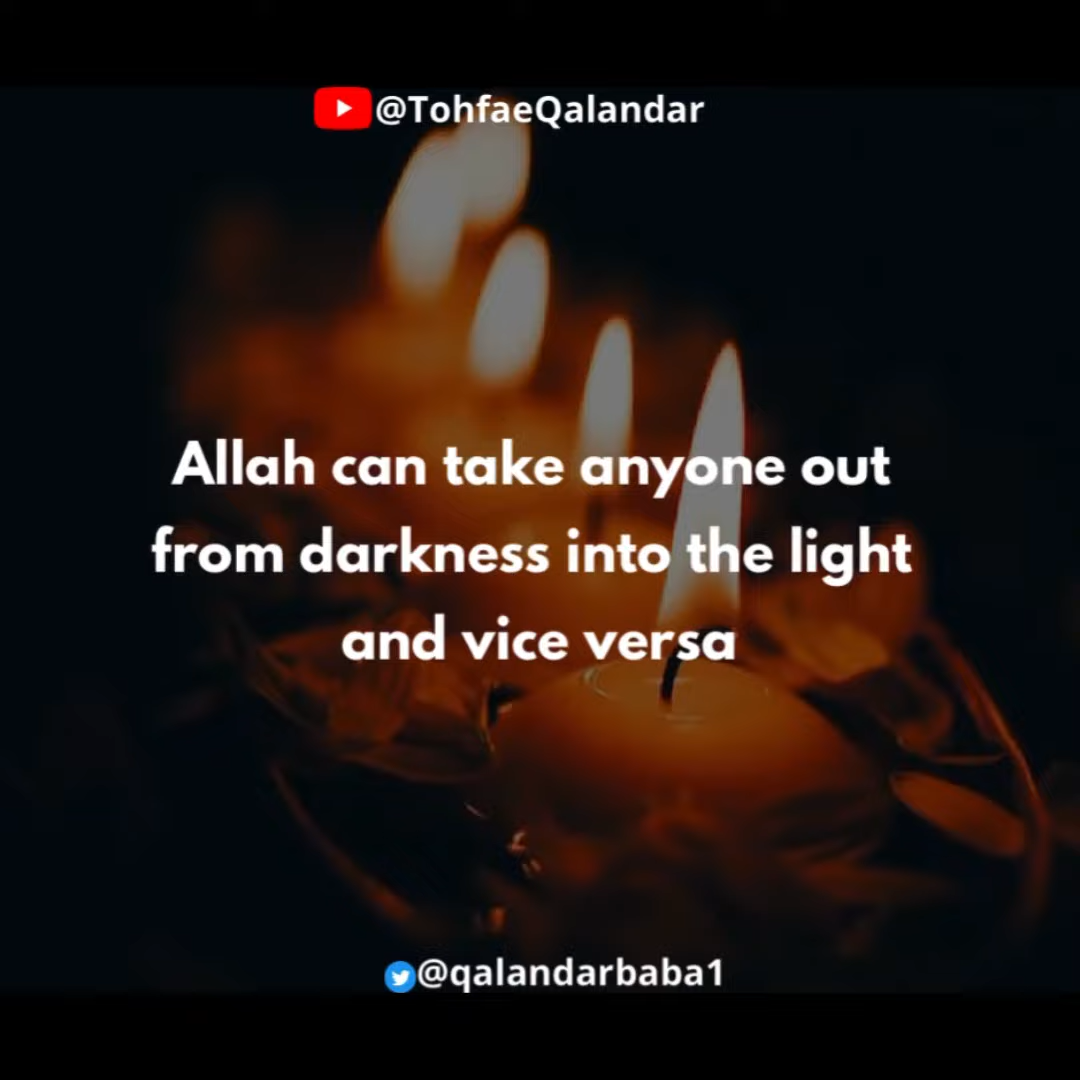 @TohfaeQalandar
Allah can take anyone out
from darkness into the light
and vice versa
@qalandarbaba1